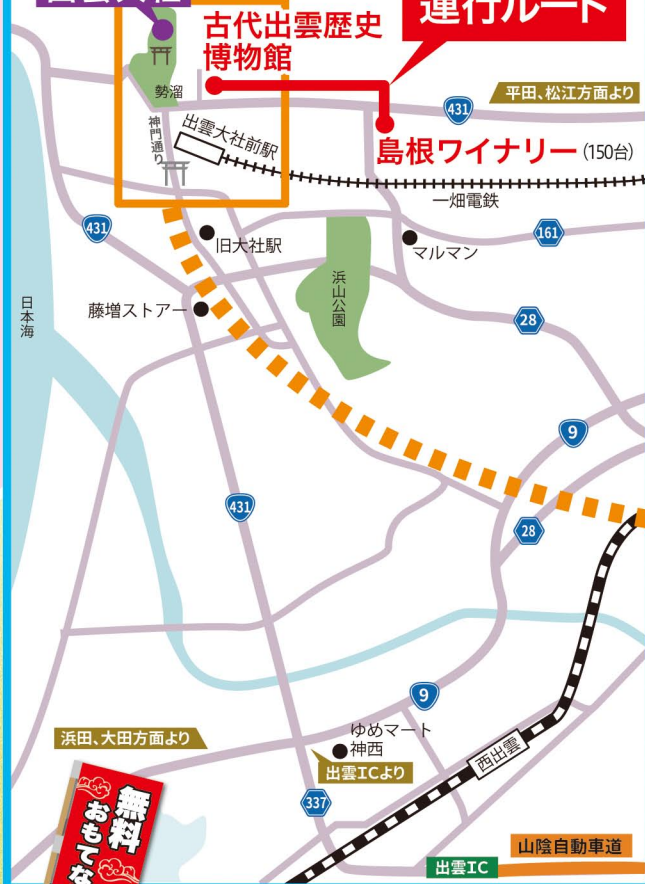 運行ルート
古代出雲歴史
博物館
勢溜
431
平田、松江方面より
神門通り
出雲大社前駅
島根ワイナリー(150台)
一畑電鉄
431
旧大社駅
161
マルマン
浜山公園
日本海
藤増ストアー
28
9
431
28
9
浜田、大田方面より
ゆめマート
神西
出雲ICより
西出雲
337
無料
おもてな
山陰自動車道
出雲IC